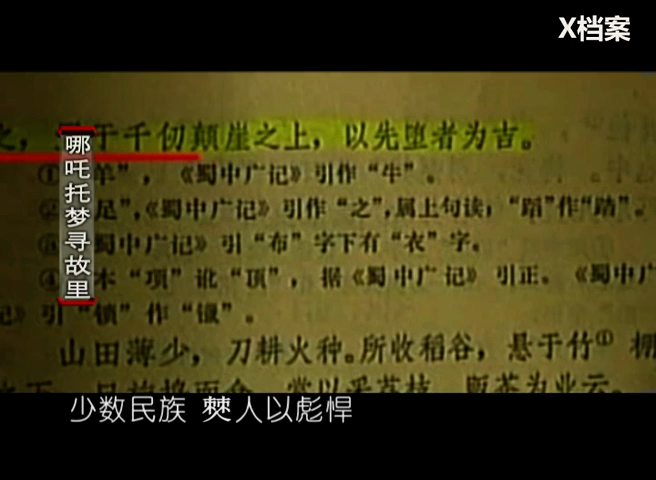 X档案
于千仞颠崖之上，以先堕者为吉。
羊”，《蜀中广记》引作“牛”。
足”，《蜀中广记》引作“之”，属上句读；“蹈”作“踏”。
蜀中广记》引“布”字下有“衣”字。
本“项”讹“顶”，据《蜀中广记》引正。《蜀中广
记》引“锁”作“镊”。
山田薄少，刀耕火种。所收稻谷，悬于竹① 棚
哪吒托梦寻故里
少数民族 僰人以彪悍